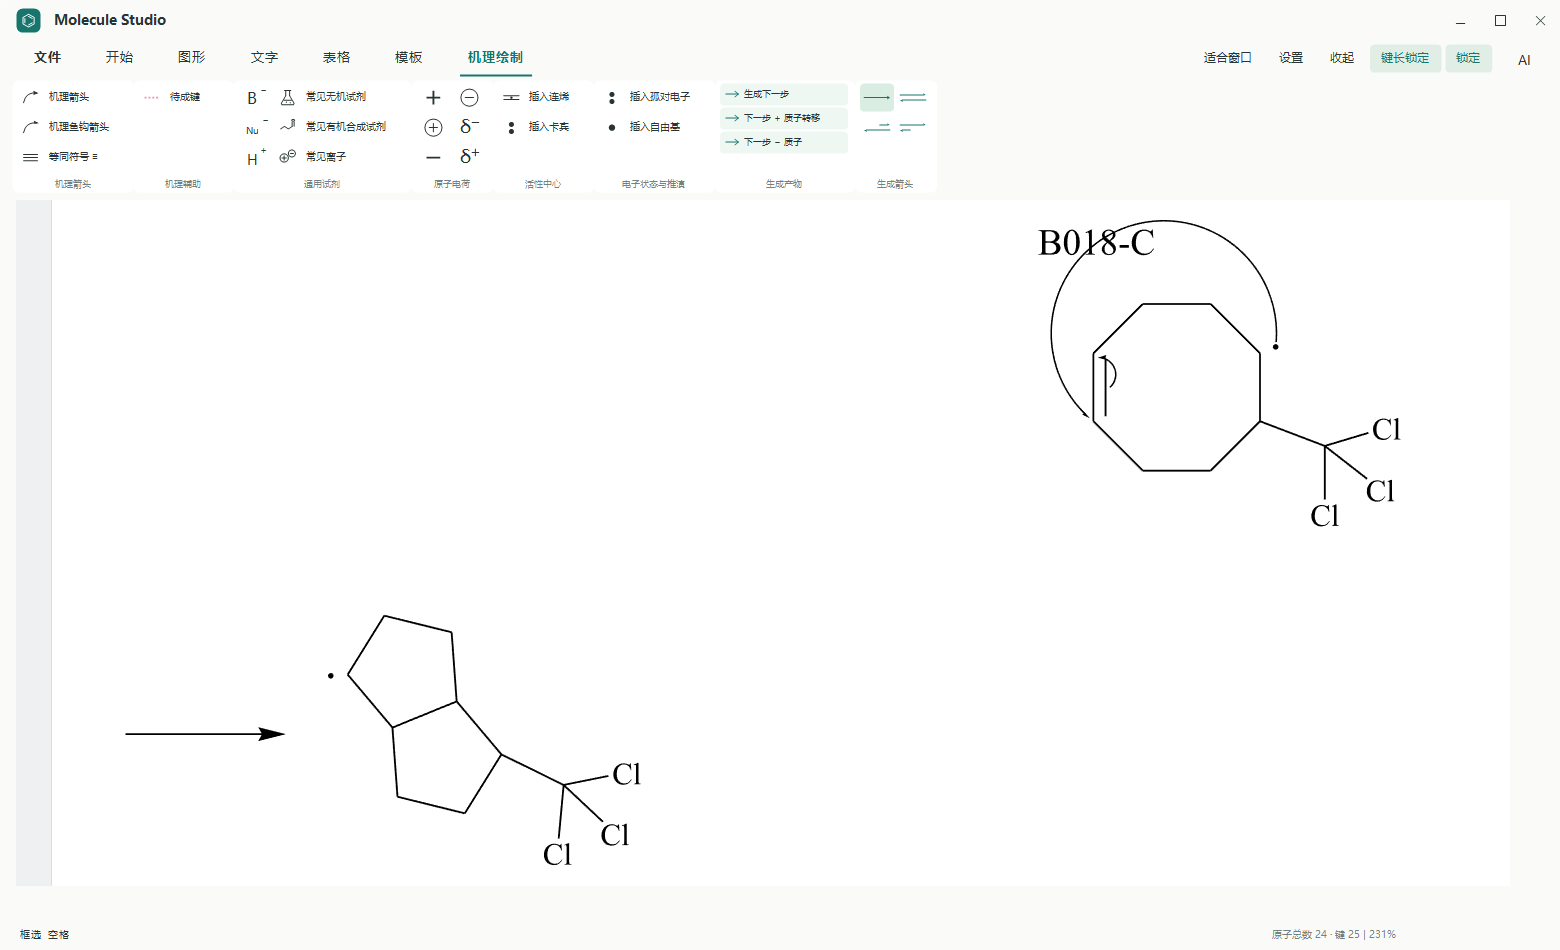 Molecule Studio
文件 开始 图形 文字 表格 模板 机理绘制 适合窗口 设置 收起 键长锁定 锁定 AI
机理箭头 待成键 B⁻ 常见无机试剂 + ⊖ 插入连烯 插入孤对电子 生成下一步
机理鱼钩箭头 Nu⁻ 常见有机合成试剂 ⊕ δ⁻ 插入卡宾 插入自由基 下一步 + 质子转移
等同符号 ≡ H⁺ 常见离子 − δ⁺ 下一步 − 质子
机理箭头 机理辅助 通用试剂 原子电荷 活性中心 电子状态与推演 生成产物 生成箭头
B018-C
Cl
Cl
Cl
Cl
Cl
Cl
框选 空格 原子总数 24 · 键 25 | 231%